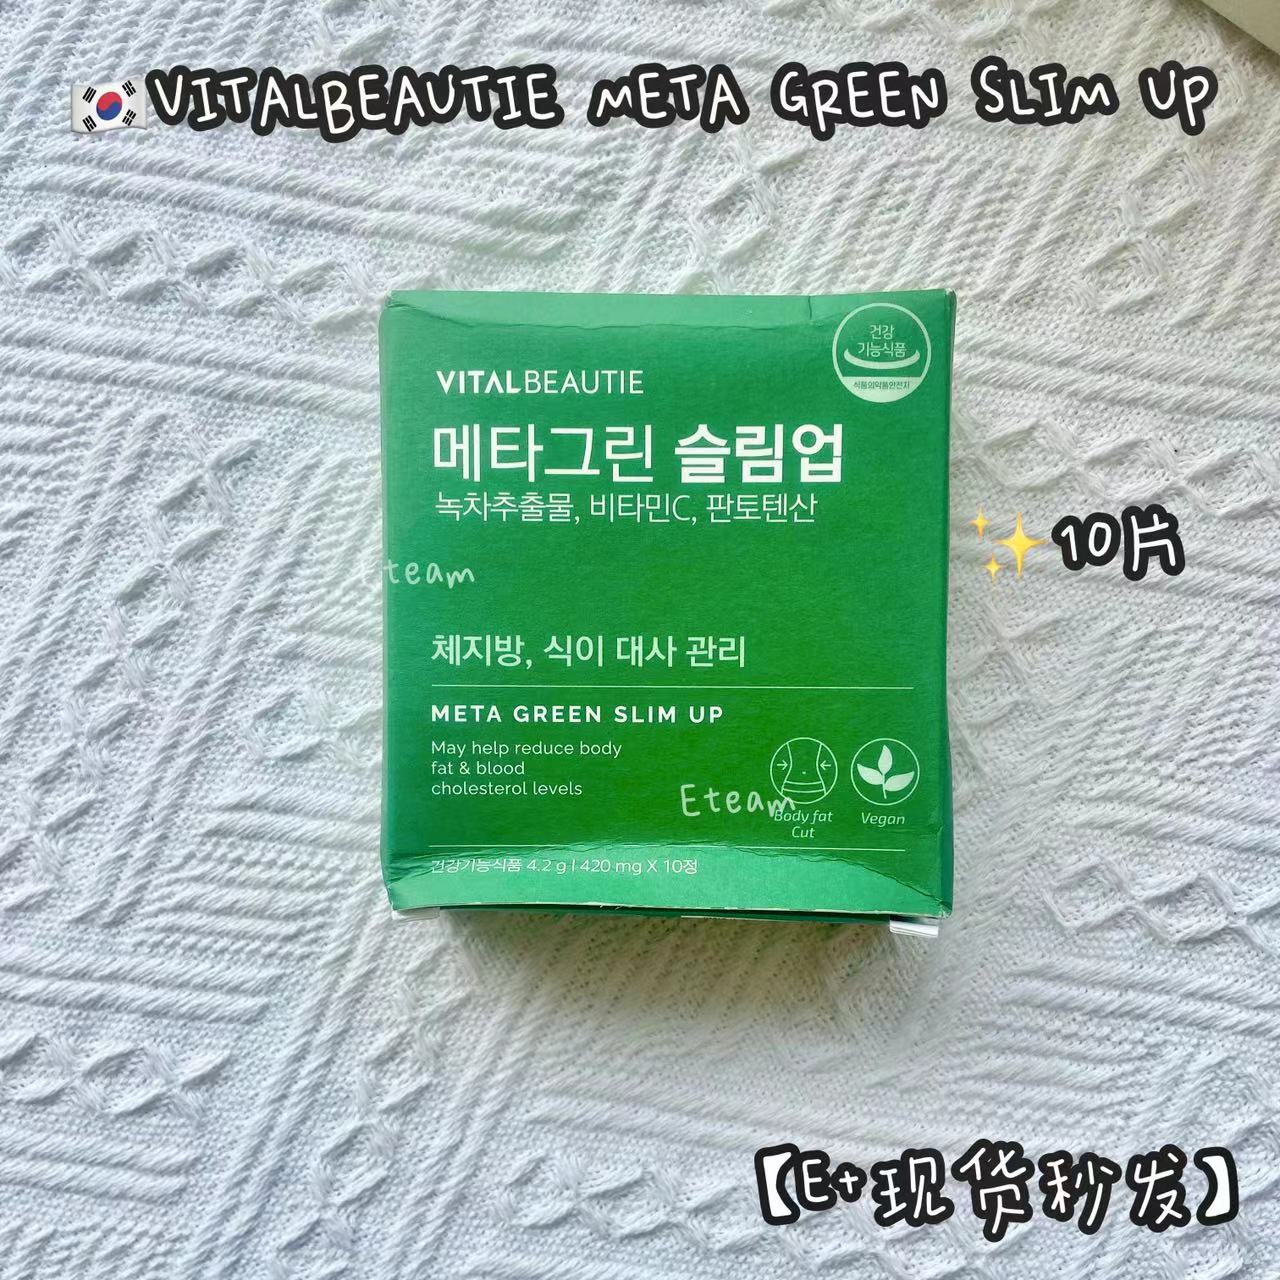 🇰🇷VITALBEAUTIE META GREEN SLIM UP
건강
기능식품
식품의약품안전처
VITALBEAUTIE
메타그린 슬림업
녹차추출물, 비타민C, 판토텐산
✨10片
Eteam
체지방, 식이 대사 관리
META GREEN SLIM UP
May help reduce body
fat & blood
cholesterol levels
Eteam
Body fat
Cut
Vegan
건강기능식품 4.2 g | 420 mg X 10정
【E+现货秒发】